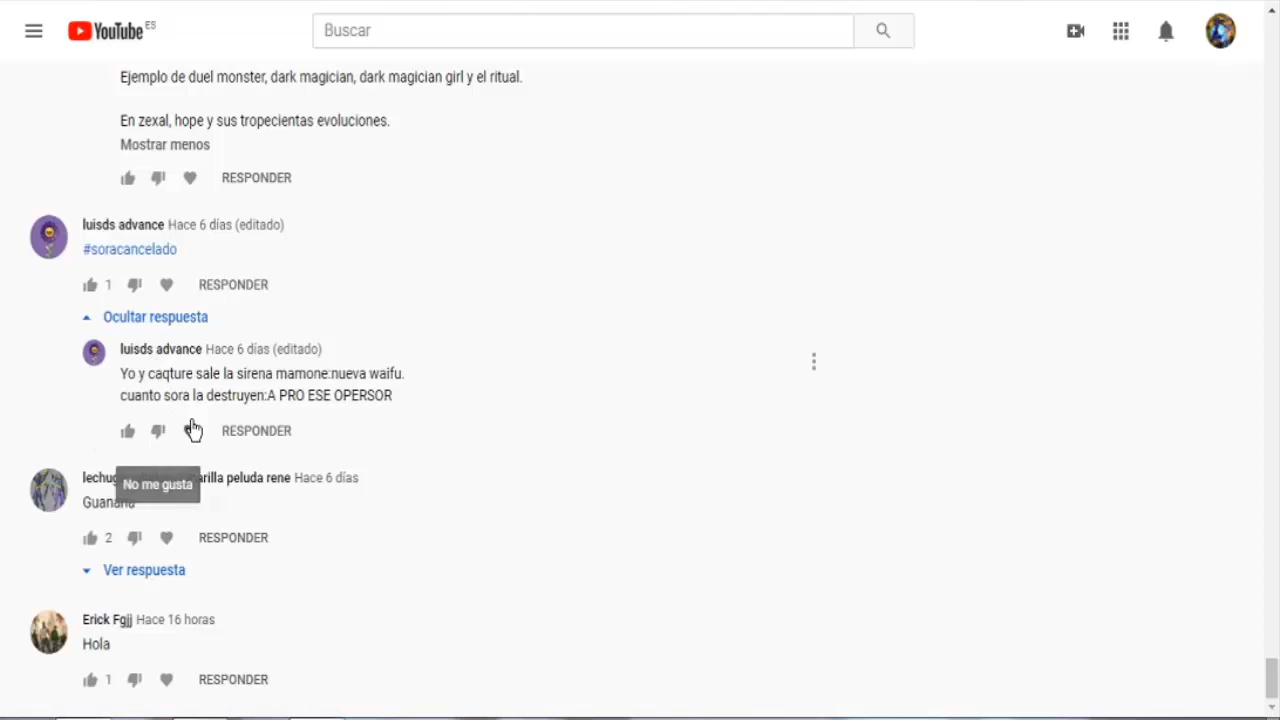 YouTube ES
Buscar
Ejemplo de duel monster, dark magician, dark magician girl y el ritual.
En zexal, hope y sus tropecientas evoluciones.
Mostrar menos
RESPONDER
luisds advance Hace 6 días (editado)
#soracancelado
1 RESPONDER
Ocultar respuesta
luisds advance Hace 6 días (editado)
Yo y caqture sale la sirena mamone:nueva waifu.
cuanto sora la destruyen:A PRO ESE OPERSOR
RESPONDER
peluda rene Hace 6 días
No me gusta
2 RESPONDER
Ver respuesta
Erick Fgjj Hace 16 horas
Hola
1 RESPONDER